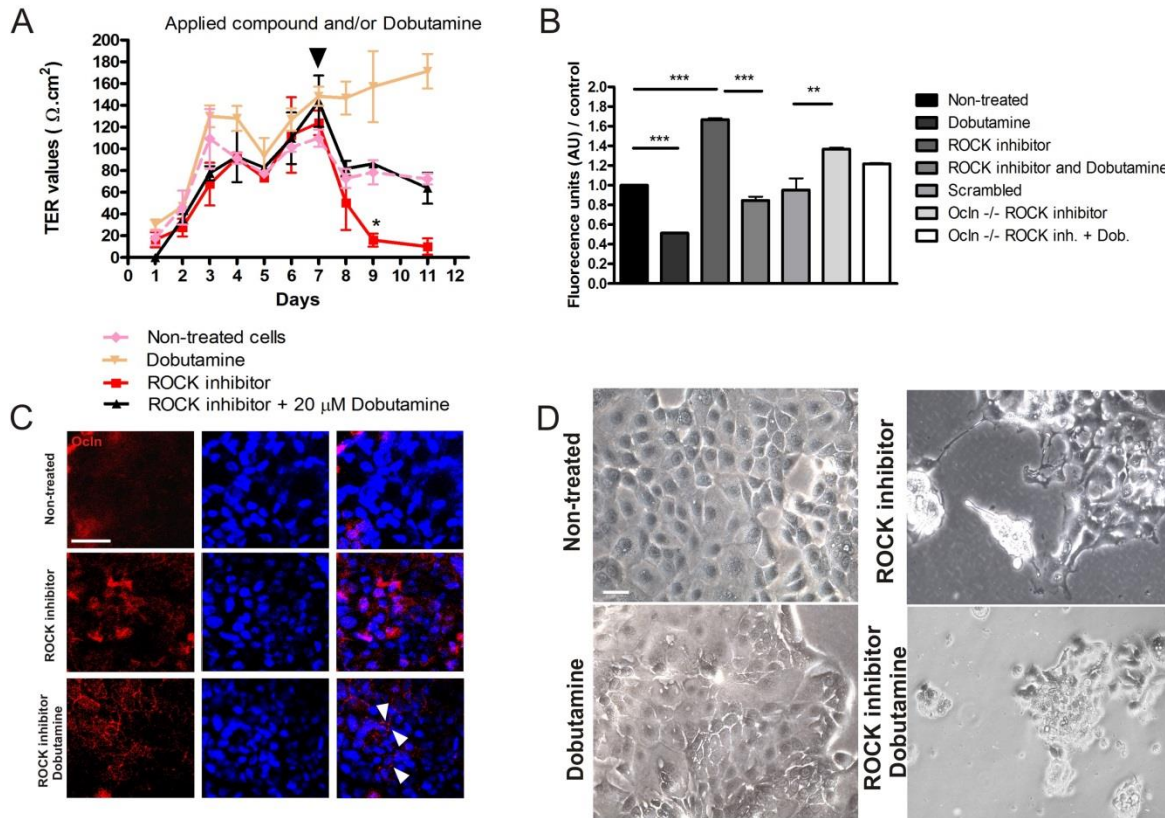 A
Applied compound and/or Dobutamine
200
180
160
140
120
100
80
60
40
20
0
TER values ( Ω.cm²)
*
0 1 2 3 4 5 6 7 8 9 10 11 12
Days
Non-treated cells
Dobutamine
ROCK inhibitor
ROCK inhibitor + 20 μM Dobutamine
B
2.0
1.8
1.6
1.4
1.2
1.0
0.8
0.6
0.4
0.2
0.0
Fluorecence units (AU) / control
*** ***
**
***
Non-treated
Dobutamine
ROCK inhibitor
ROCK inhibitor and Dobutamine
Scrambled
Ocln -/- ROCK inhibitor
Ocln -/- ROCK inh. + Dob.
C
Ocln
Non-treated
ROCK inhibitor
ROCK inhibitor
Dobutamine
D
Non-treated
ROCK inhibitor
Dobutamine
ROCK inhibitor
Dobutamine